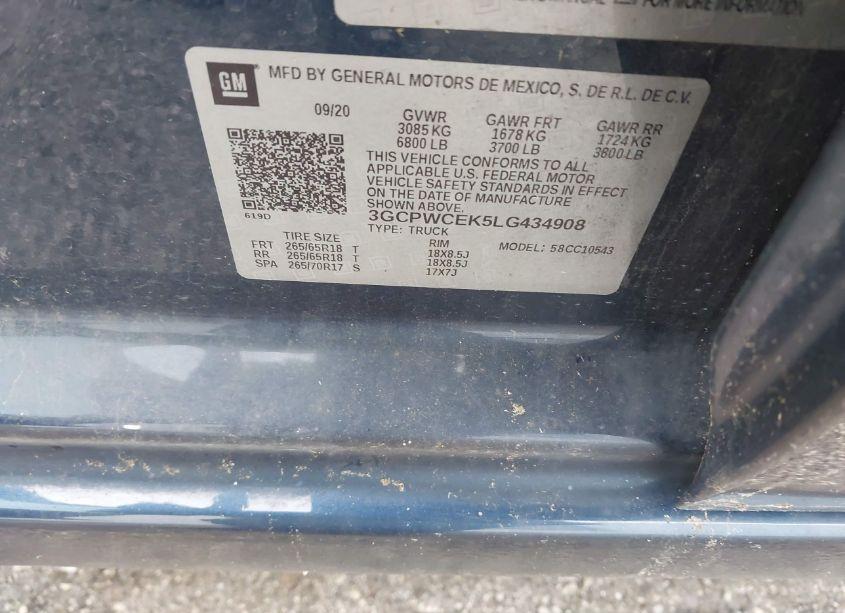 FOR MORE INFORMATION
GM
MFD BY GENERAL MOTORS DE MEXICO, S. DE R.L. DE C.V.
09/20 GVWR GAWR FRT GAWR RR
3085 KG 1678 KG 1724 KG
6800 LB 3700 LB 3800 LB
THIS VEHICLE CONFORMS TO ALL
APPLICABLE U.S. FEDERAL MOTOR
VEHICLE SAFETY STANDARDS IN EFFECT
ON THE DATE OF MANUFACTURE
SHOWN ABOVE.
619D
3GCPWCEK5LG434908
TYPE: TRUCK MODEL: 58CC10543
TIRE SIZE RIM
FRT 265/65R18 T 18X8.5J
RR 265/65R18 T 18X8.5J
SPA 265/70R17 S 17X7J